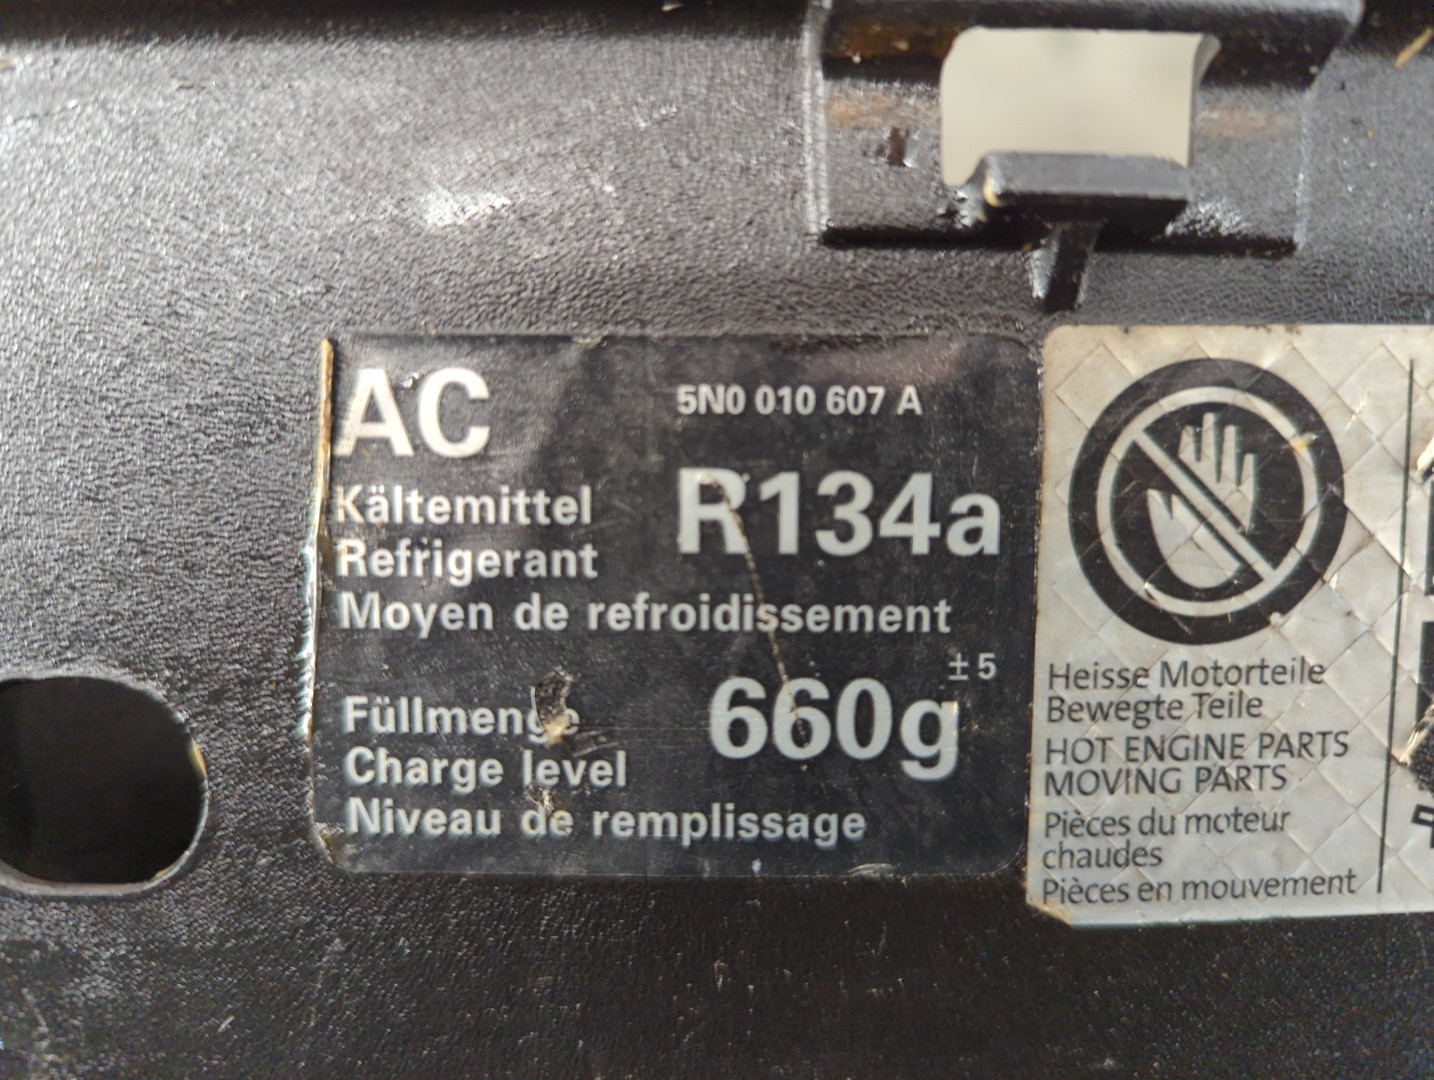 AC
5N0 010 607 A
Kältemittel
Refrigerant
R134a
Moyen de refroidissement
Füllmenge
Charge level
660g ±5
Niveau de remplissage
Heisse Motorteile
Bewegte Teile
HOT ENGINE PARTS
MOVING PARTS
Pièces du moteur
chaudes
Pièces en mouvement